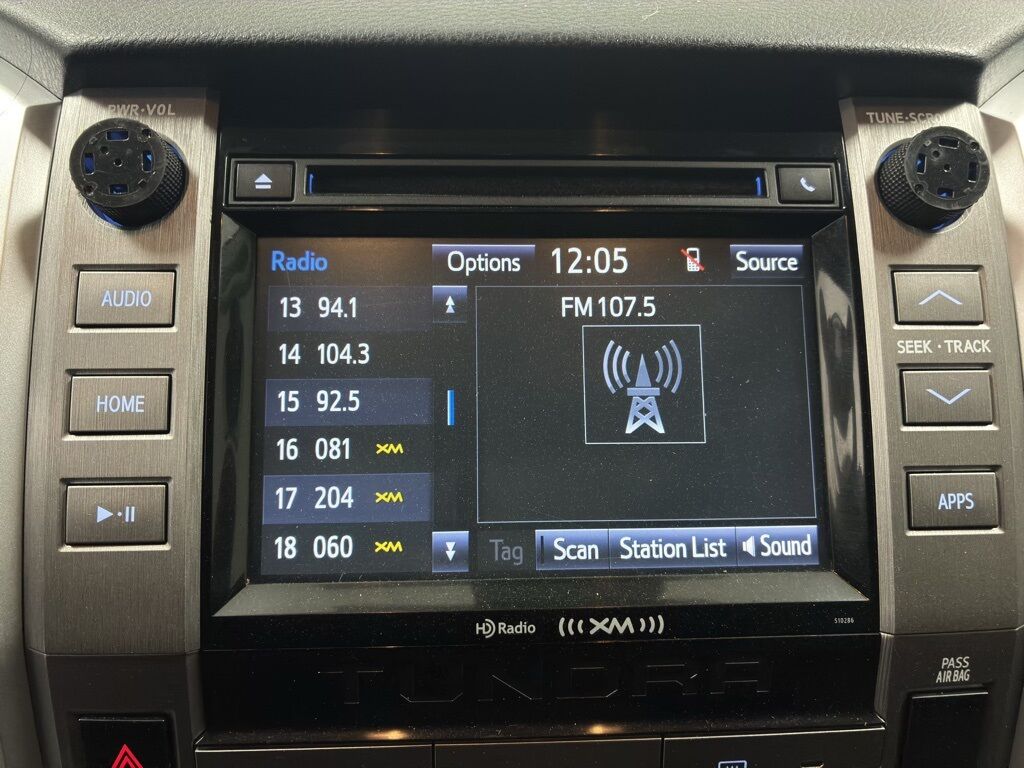 PWR·VOL
TUNE·SCROLL
AUDIO
HOME
SEEK · TRACK
APPS
Radio
Options
12:05
Source
13 94.1
14 104.3
15 92.5
16 081 XM
17 204 XM
18 060 XM
FM 107.5
Tag
Scan
Station List
Sound
HD Radio
XM
510286
TUNDRA
PASS
AIR BAG